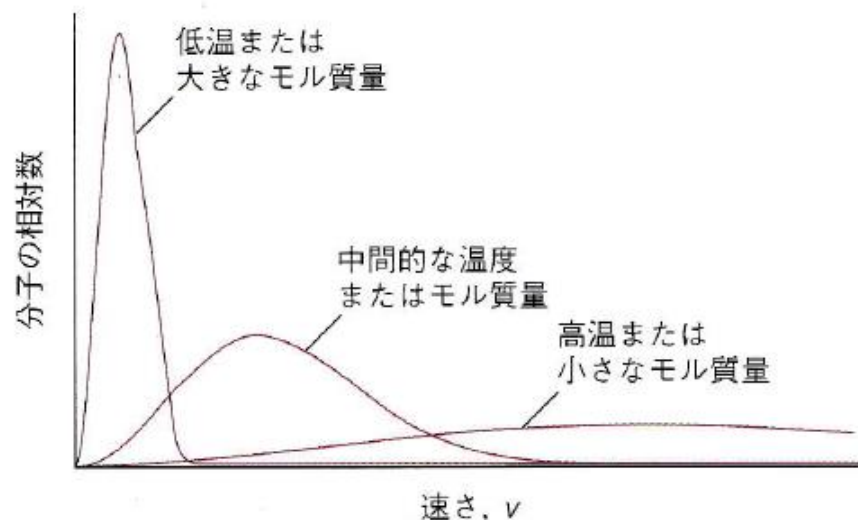 低温または
大きなモル質量
中間的な温度
またはモル質量
高温または
小さなモル質量
分子の相対数
速さ, v